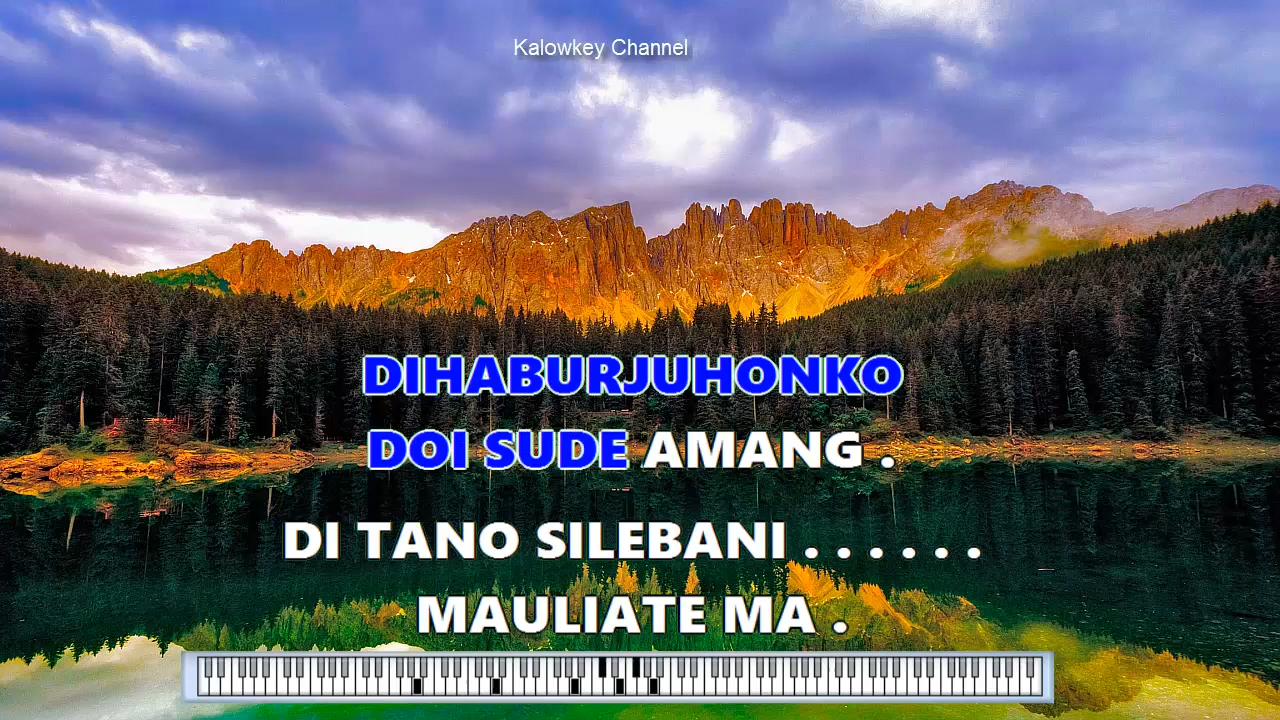 Kalowkey Channel
DIHABURJUHONKO
DOI SUDE AMANG .
DI TANO SILEBANI . . . . . .
MAULIATE MA .